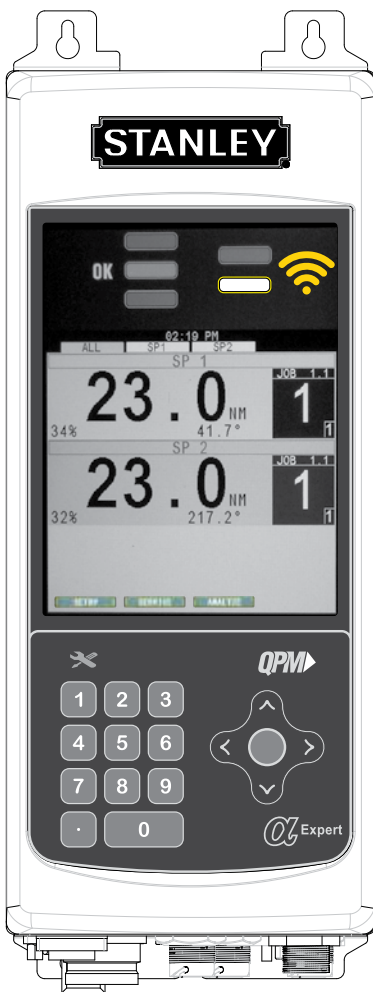 STANLEY
OK
02:19 PM
ALL SP1 SP2
SP 1
JOB 1.1
23.0 NM
1
34% 41.7° 1
SP 2
JOB 1.1
23.0 NM
1
32% 217.2° 1
SETUP SERVICE ANALYZE
QPM
1 2 3
4 5 6
7 8 9
. 0
α Expert